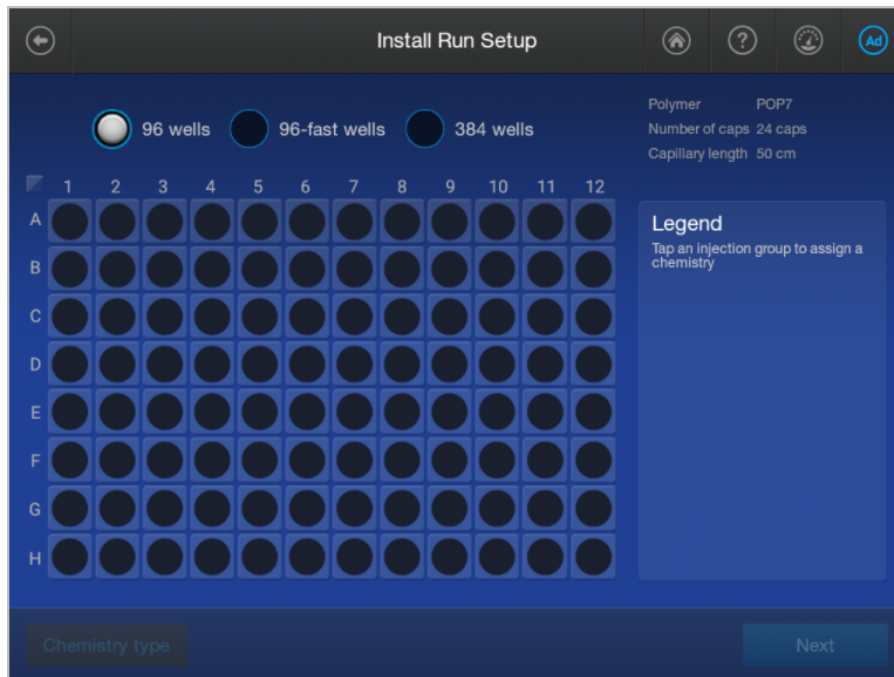 Install Run Setup
?
Ad
96 wells 96-fast wells 384 wells
Polymer POP7
Number of caps 24 caps
Capillary length 50 cm
1 2 3 4 5 6 7 8 9 10 11 12
A
B
C
D
E
F
G
H
Legend
Tap an injection group to assign a
chemistry
Chemistry type
Next